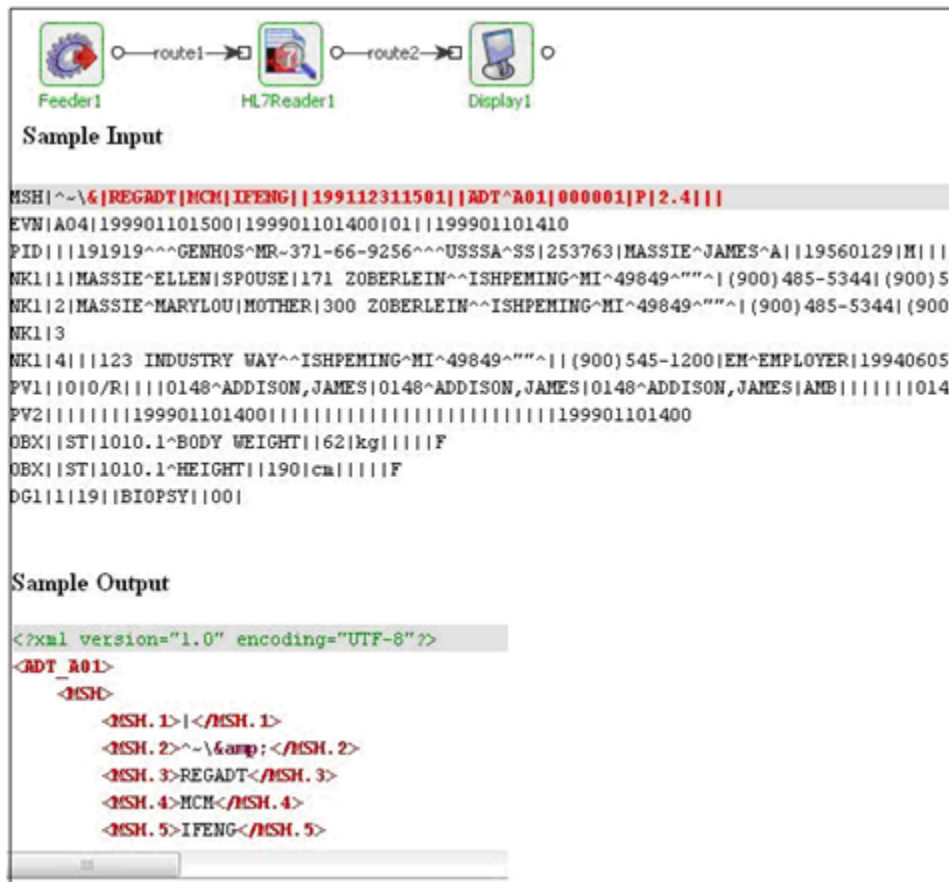 route1 route2
Feeder1 HL7Reader1 Display1
Sample Input
MSH|^~\&|REGADT|MCM|IFENG||199112311501||ADT^A01|000001|P|2.4|||
EVN|A04|199901101500|199901101400|01||199901101410
PID|||191919^^^GENHOS^MR~371-66-9256^^^USSSA^SS|253763|MASSIE^JAMES^A||19560129|M|||
NK1|1|MASSIE^ELLEN|SPOUSE|171 ZOBERLEIN^^ISHPEMING^MI^49849^""^|(900)485-5344|(900)5
NK1|2|MASSIE^MARYLOU|MOTHER|300 ZOBERLEIN^^ISHPEMING^MI^49849^""^|(900)485-5344|(900
NK1|3
NK1|4|||123 INDUSTRY WAY^^ISHPEMING^MI^49849^""^||(900)545-1200|EM^EMPLOYER|19940605
PV1||0|0/R||||0148^ADDISON,JAMES|0148^ADDISON,JAMES|0148^ADDISON,JAMES|AMB|||||||014
PV2||||||||199901101400||||||||||||||||||||||||||199901101400
OBX||ST|1010.1^BODY WEIGHT||62|kg|||||F
OBX||ST|1010.1^HEIGHT||190|cm|||||F
DG1|1|19||BIOPSY||00|
Sample Output
<?xml version="1.0" encoding="UTF-8"?>
<ADT_A01>
<MSH>
<MSH.1>|</MSH.1>
<MSH.2>^~\&amp;</MSH.2>
<MSH.3>REGADT</MSH.3>
<MSH.4>MCM</MSH.4>
<MSH.5>IFENG</MSH.5>